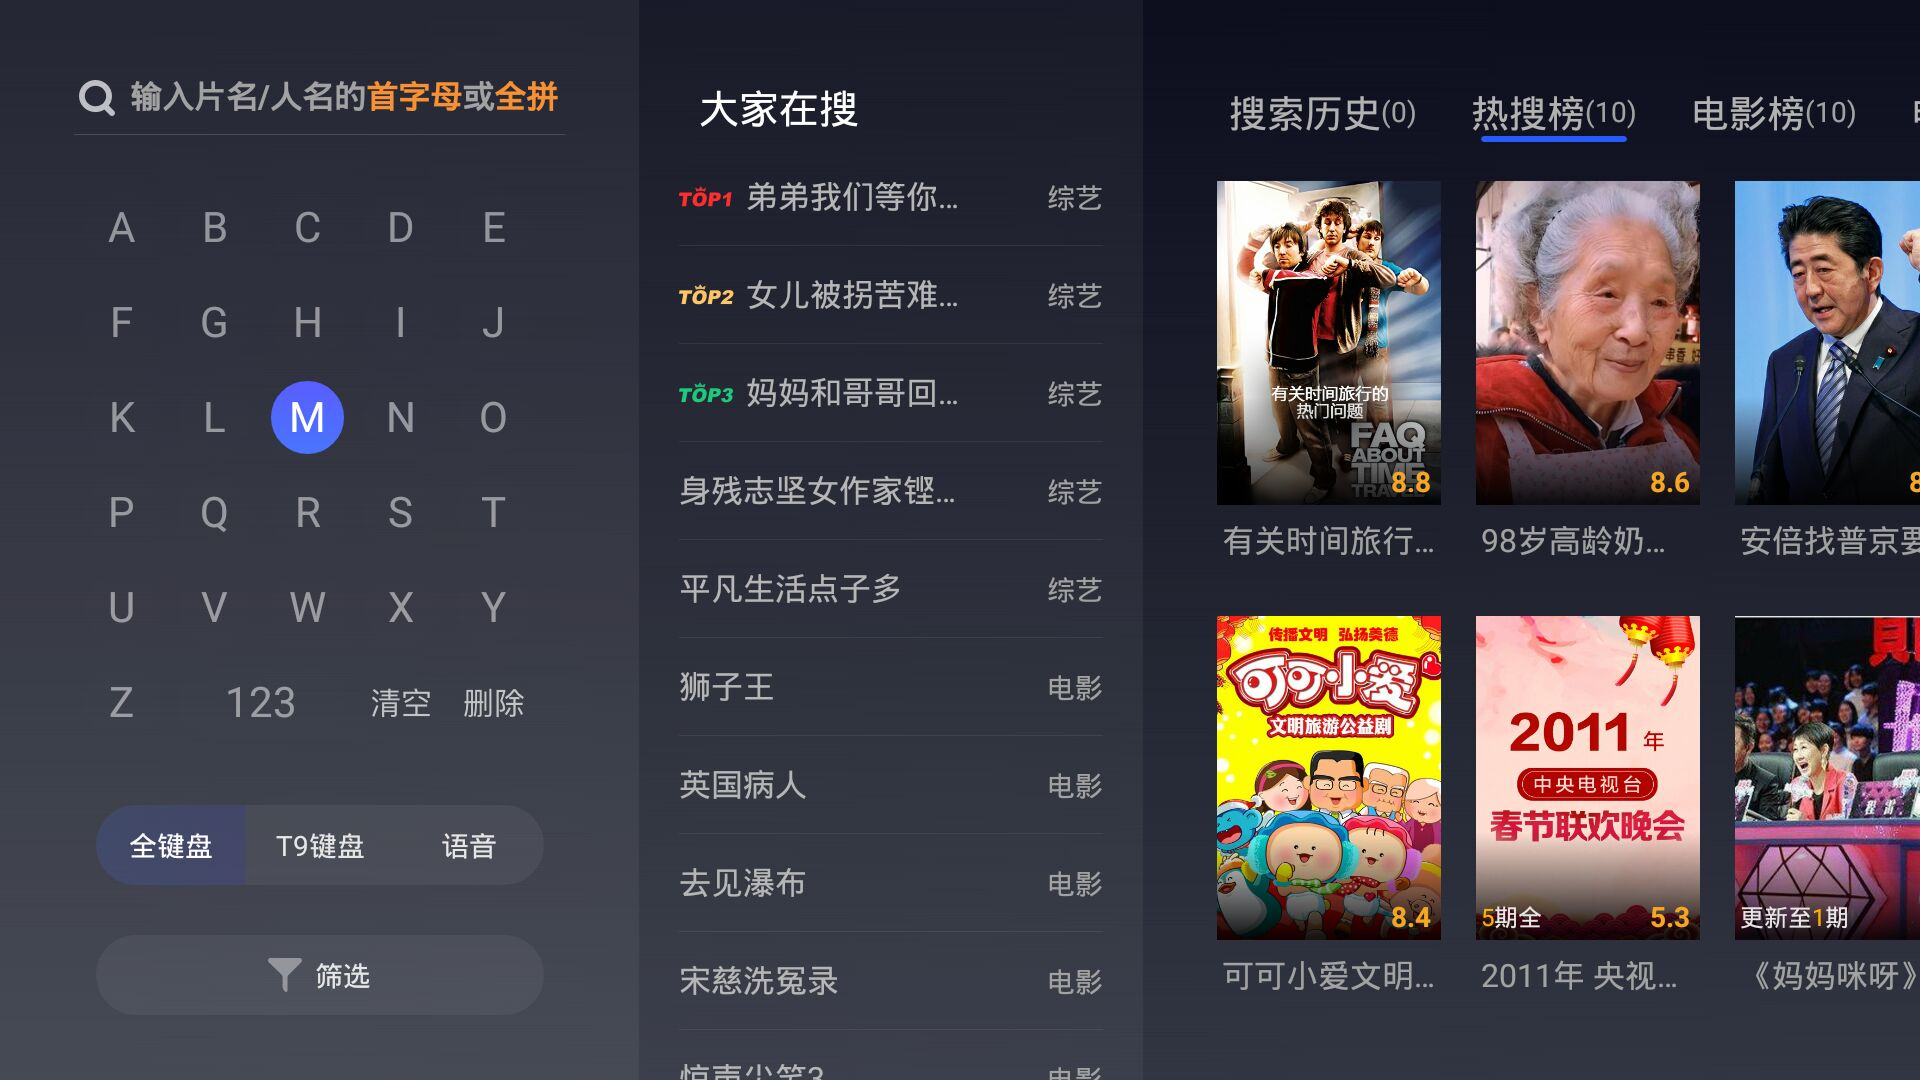 输入片名/人名的首字母或全拼
A B C D E
F G H I J
K L M N O
P Q R S T
U V W X Y
Z 123 清空 删除
全键盘 T9键盘 语音
筛选
大家在搜
TOP1 弟弟我们等你... 综艺
TOP2 女儿被拐苦难... 综艺
TOP3 妈妈和哥哥回... 综艺
身残志坚女作家铿... 综艺
平凡生活点子多 综艺
狮子王 电影
英国病人 电影
去见瀑布 电影
宋慈洗冤录 电影
惊声尖笑3 电影
搜索历史(0) 热搜榜(10) 电影榜(10)
有关时间旅行的
热门问题
FAQ
ABOUT
TIME
TRAVEL
8.8
8.6
有关时间旅行... 98岁高龄奶... 安倍找普京要
传播文明 弘扬美德
可可小爱
文明旅游公益剧
8.4
2011年
中央电视台
春节联欢晚会
5期全 5.3
更新至1期
可可小爱文明... 2011年 央视... 《妈妈咪呀》